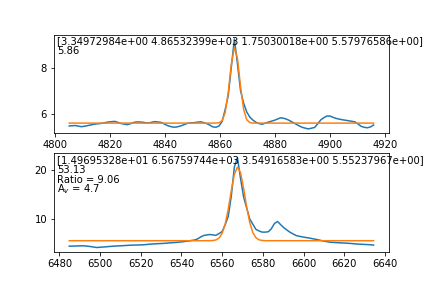 [3.34972984e+00 4.86532399e+03 1.75030018e+00 5.57976586e+00]
5.86
8
6
4800 4820 4840 4860 4880 4900 4920
[1.49695328e+01 6.56759744e+03 3.54916583e+00 5.55237967e+00]
53.13
Ratio = 9.06
Av = 4.7
20
10
6480 6500 6520 6540 6560 6580 6600 6620 6640